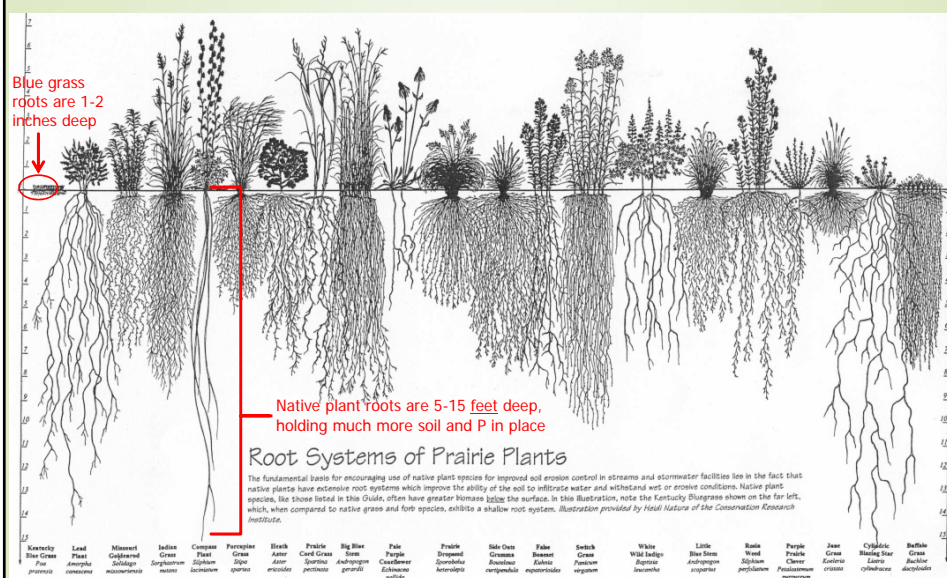 Blue grass
roots are 1-2
inches deep
Native plant roots are 5-15 feet deep,
holding much more soil and P in place
Root Systems of Prairie Plants
The fundamental basis for encouraging use of native plant species for improved soil erosion control in streams and stormwater facilities lies in the fact that
native plants have extensive root systems which improve the ability of the soil to infiltrate water and withstand wet or erosive conditions. Native plant
species, like those listed in this Guide, often have greater biomass below the surface. In this illustration, note the Kentucky Bluegrass shown on the far left,
which, when compared to native grass and forb species, exhibits a shallow root system. Illustration provided by Heidi Natura of the Conservation Research
Institute.
Kentucky
Blue Grass
Poa
pratensis
Lead
Plant
Amorpha
canescens
Missouri
Goldenrod
Solidago
missouriensis
Indian
Grass
Sorghastrum
nutans
Compass
Plant
Silphium
laciniatum
Porcupine
Grass
Stipa
spartea
Heath
Aster
Aster
ericoides
Prairie
Cord Grass
Spartina
pectinata
Big Blue
Stem
Andropogon
gerardii
Pale
Purple
Coneflower
Echinacea
pallida
Prairie
Dropseed
Sporobolus
heterolepis
Side Oats
Gramma
Bouteloua
curtipendula
False
Boneset
Kuhnia
eupatorioides
Switch
Grass
Panicum
virgatum
White
Wild Indigo
Baptisia
leucantha
Little
Blue Stem
Andropogon
scoparius
Rosin
Weed
Silphium
perfoliatum
Purple
Prairie
Clover
Petalostemum
purpureum
June
Grass
Koeleria
cristata
Cylindric
Blazing Star
Liatris
cylindracea
Buffalo
Grass
Buchloe
dactyloides